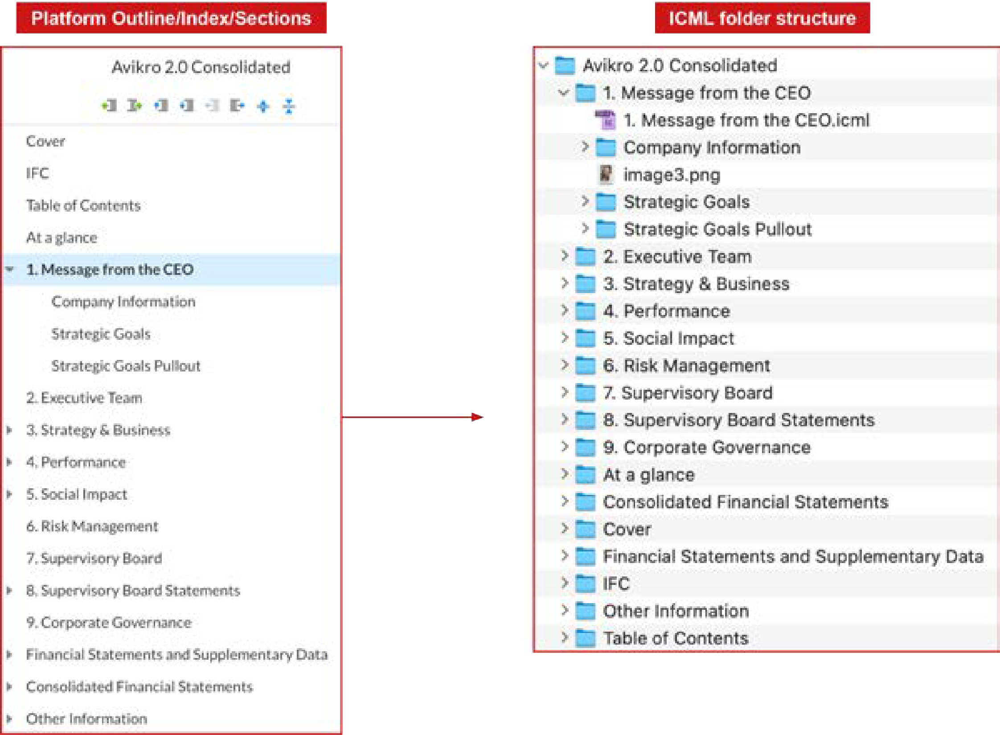 Platform Outline/Index/Sections
Avikro 2.0 Consolidated
Cover
IFC
Table of Contents
At a glance
1. Message from the CEO
Company Information
Strategic Goals
Strategic Goals Pullout
2. Executive Team
3. Strategy & Business
4. Performance
5. Social Impact
6. Risk Management
7. Supervisory Board
8. Supervisory Board Statements
9. Corporate Governance
Financial Statements and Supplementary Data
Consolidated Financial Statements
Other Information
ICML folder structure
Avikro 2.0 Consolidated
1. Message from the CEO
1. Message from the CEO.icml
Company Information
image3.png
Strategic Goals
Strategic Goals Pullout
2. Executive Team
3. Strategy & Business
4. Performance
5. Social Impact
6. Risk Management
7. Supervisory Board
8. Supervisory Board Statements
9. Corporate Governance
At a glance
Consolidated Financial Statements
Cover
Financial Statements and Supplementary Data
IFC
Other Information
Table of Contents